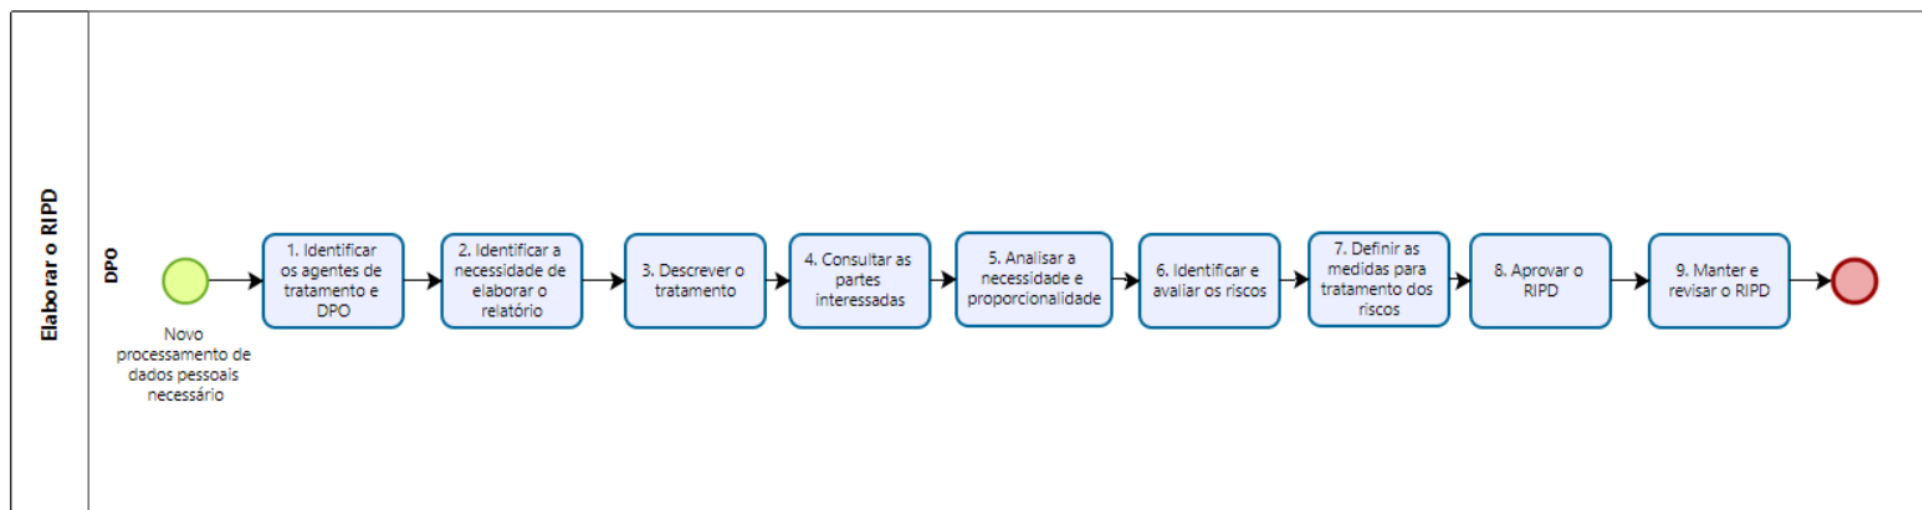 Elaborar o RIPD
DPO
Novo
processamento de
dados pessoais
necessário
1. Identificar
os agentes de
tratamento e
DPO
2. Identificar a
necessidade de
elaborar o
relatório
3. Descrever o
tratamento
4. Consultar as
partes
interessadas
5. Analisar a
necessidade e
proporcionalidade
6. Identificar e
avaliar os riscos
7. Definir as
medidas para
tratamento dos
riscos
8. Aprovar o
RIPD
9. Manter e
revisar o RIPD